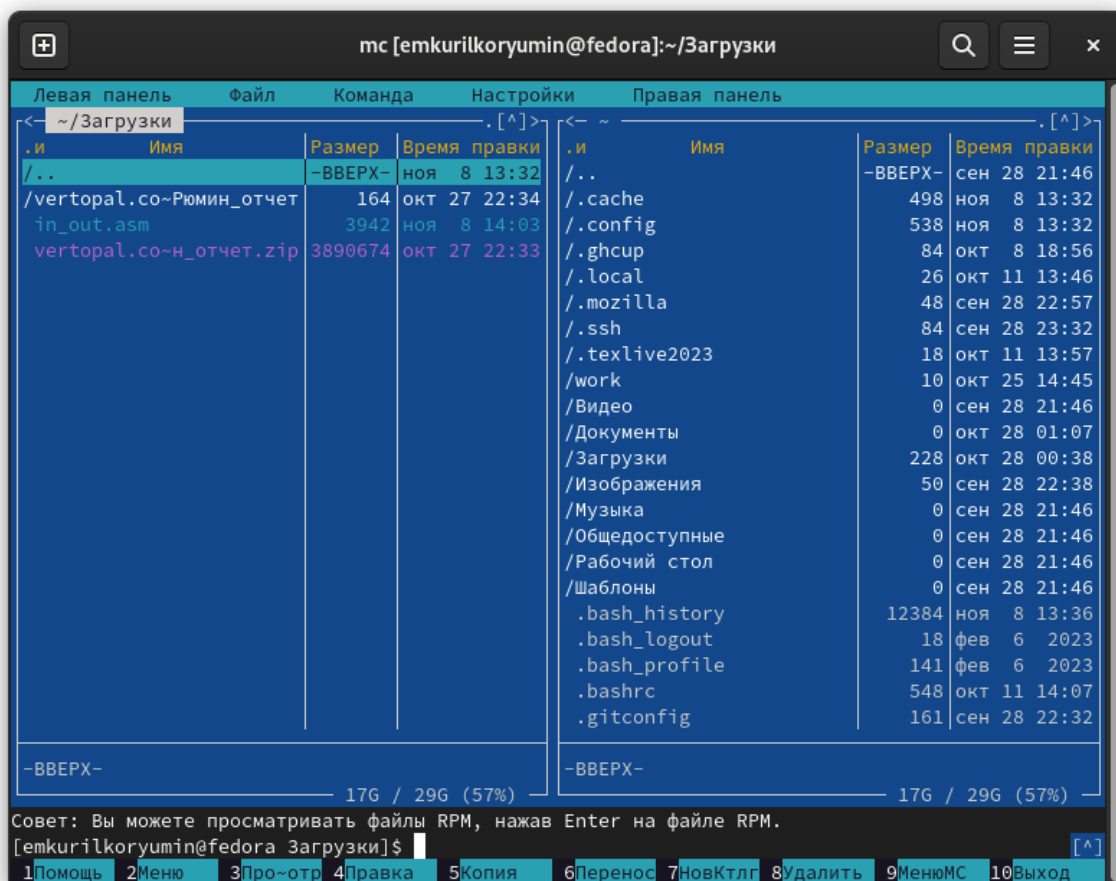 mc [emkurilkoryumin@fedora]:~/Загрузки
Левая панель Файл Команда Настройки Правая панель
<─ ~/Загрузки .[^]> <─ ~ .[^]>
.и Имя Размер Время правки .и Имя Размер Время правки
/.. -ВВЕРХ- ноя 8 13:32 /.. -ВВЕРХ- сен 28 21:46
/vertopal.co~Рюмин_отчет 164 окт 27 22:34 /.cache 498 ноя 8 13:32
in_out.asm 3942 ноя 8 14:03 /.config 538 ноя 8 13:32
vertopal.co~н_отчет.zip 3890674 окт 27 22:33 /.ghcup 84 окт 8 18:56
/.local 26 окт 11 13:46
/.mozilla 48 сен 28 22:57
/.ssh 84 сен 28 23:32
/.texlive2023 18 окт 11 13:57
/work 10 окт 25 14:45
/Видео 0 сен 28 21:46
/Документы 0 окт 28 01:07
/Загрузки 228 окт 28 00:38
/Изображения 50 сен 28 22:38
/Музыка 0 сен 28 21:46
/Общедоступные 0 сен 28 21:46
/Рабочий стол 0 сен 28 21:46
/Шаблоны 0 сен 28 21:46
.bash_history 12384 ноя 8 13:36
.bash_logout 18 фев 6 2023
.bash_profile 141 фев 6 2023
.bashrc 548 окт 11 14:07
.gitconfig 161 сен 28 22:32
-ВВЕРХ- -ВВЕРХ-
17G / 29G (57%) 17G / 29G (57%)
Совет: Вы можете просматривать файлы RPM, нажав Enter на файле RPM.
[emkurilkoryumin@fedora Загрузки]$ [^]
1Помощь 2Меню 3Про~отр 4Правка 5Копия 6Перенос 7НовКтлг 8Удалить 9МенюМС 10Выход